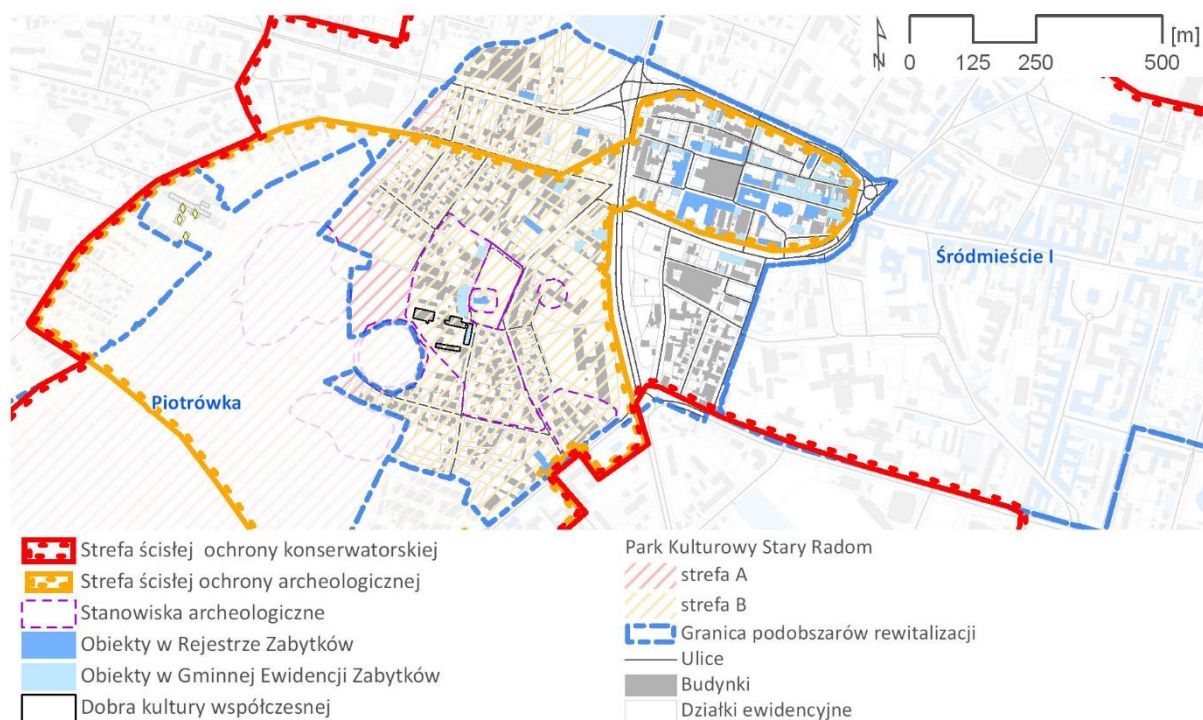 [m]
N
0 125 250 500
Śródmieście I
Piotrówka
Strefa ścisłej ochrony konserwatorskiej
Strefa ścisłej ochrony archeologicznej
Stanowiska archeologiczne
Obiekty w Rejestrze Zabytków
Obiekty w Gminnej Ewidencji Zabytków
Dobra kultury współczesnej
Park Kulturowy Stary Radom
strefa A
strefa B
Granica podobszarów rewitalizacji
Ulice
Budynki
Działki ewidencyjne